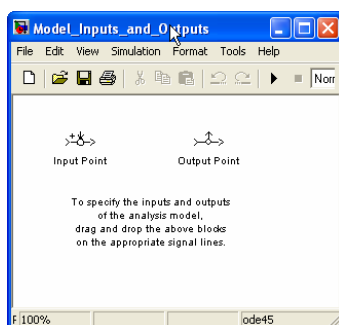 Model_Inputs_and_Outputs
File Edit View Simulation Format Tools Help
Norr
Input Point Output Point
To specify the inputs and outputs
of the analysis model,
drag and drop the above blocks
on the appropriate signal lines.
F 100% ode45